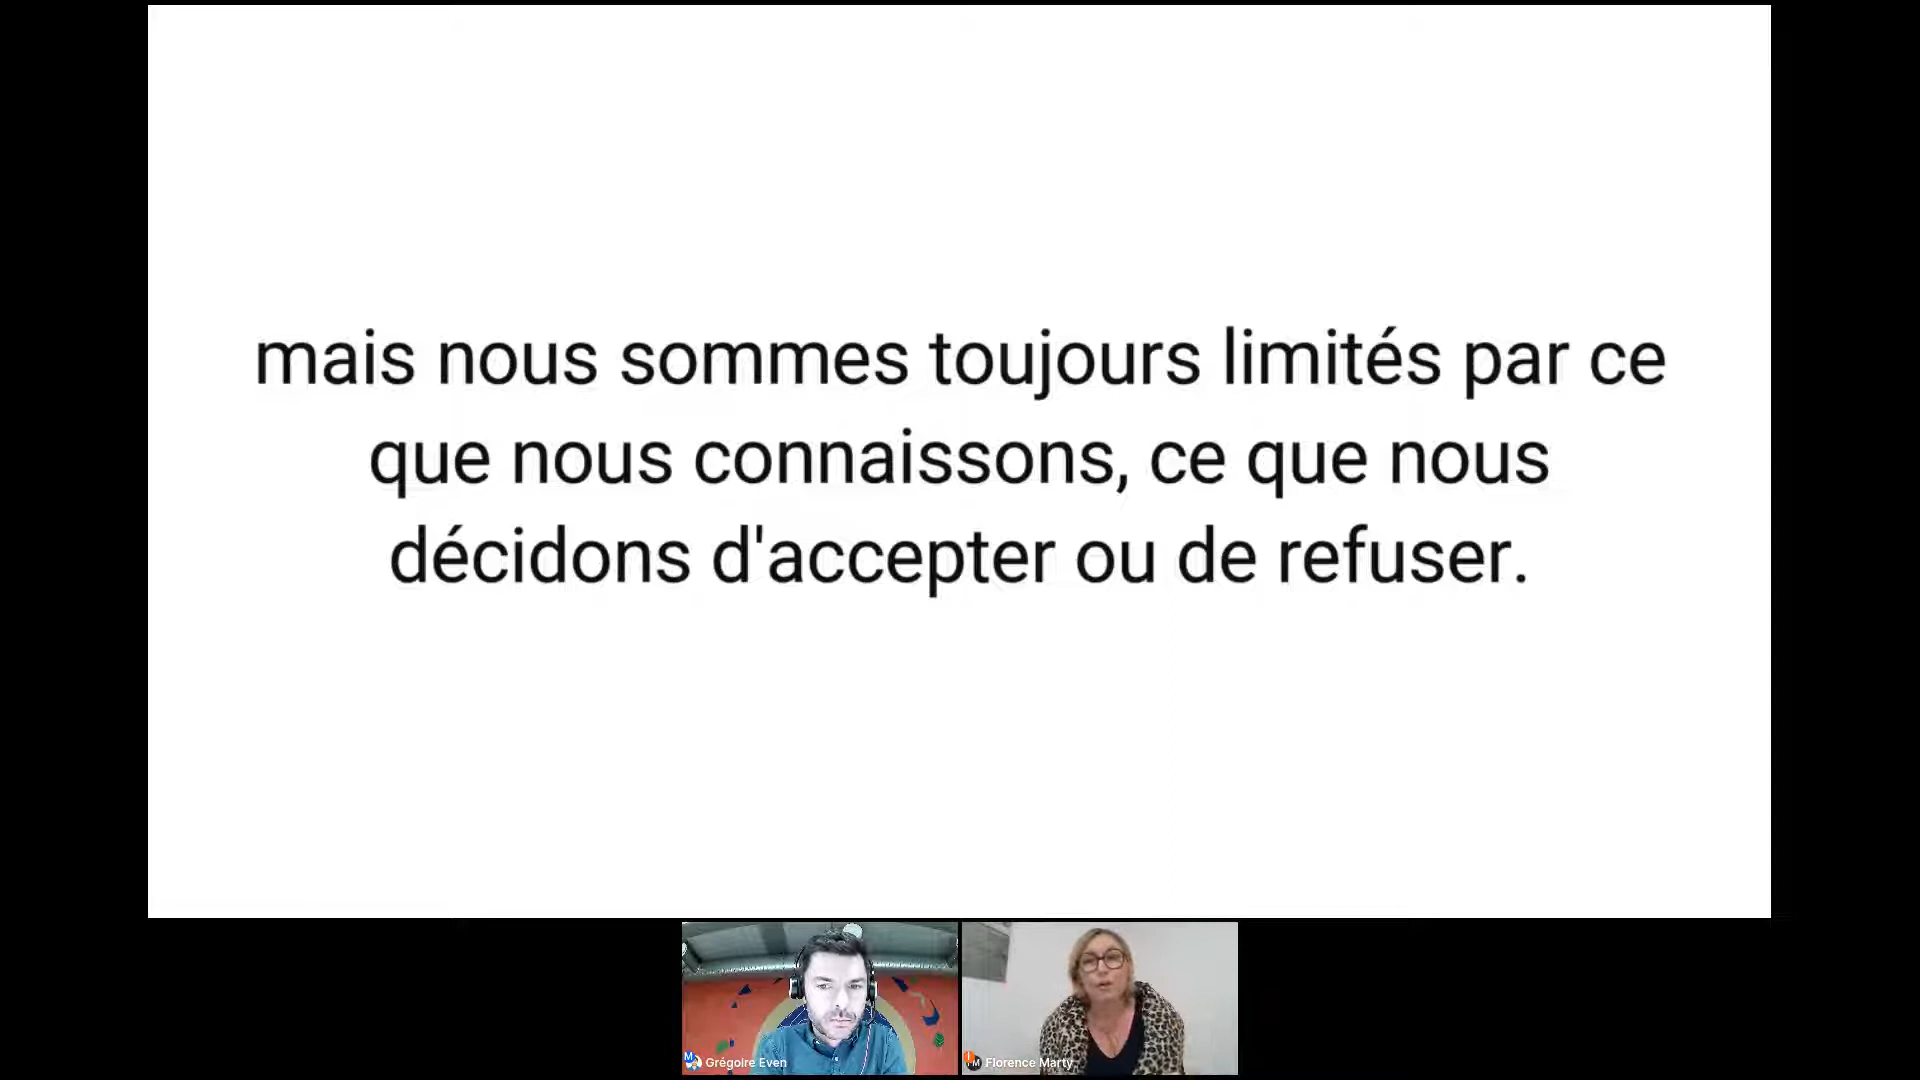 mais nous sommes toujours limités par ce
que nous connaissons, ce que nous
décidons d'accepter ou de refuser.
Grégoire Even
Florence Marty